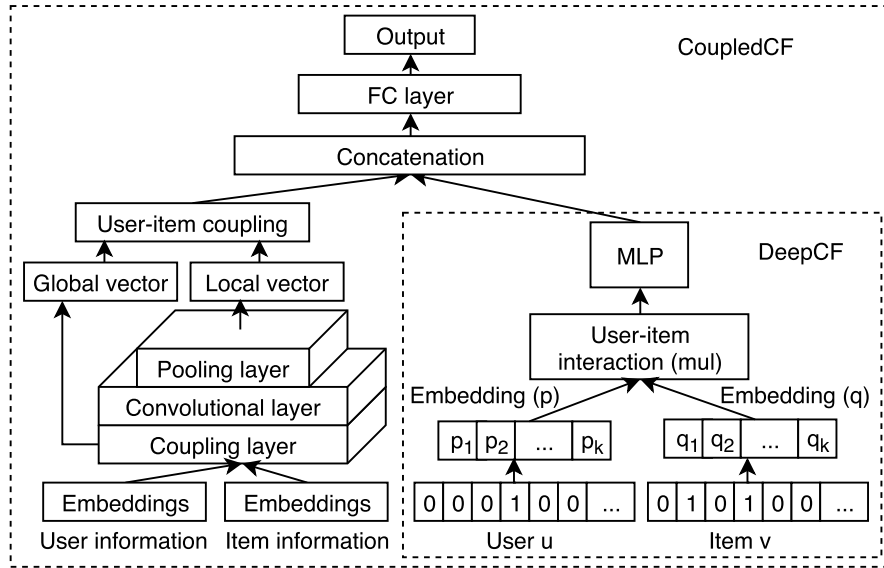 Output
CoupledCF
FC layer
Concatenation
User-item coupling
MLP
DeepCF
Global vector
Local vector
User-item
interaction (mul)
Pooling layer
Convolutional layer
Coupling layer
Embedding (p)
Embedding (q)
p1 p2 ... pk
q1 q2 ... qk
Embeddings
Embeddings
0 0 0 1 0 0 ...
0 1 0 1 0 0 ...
User information
Item information
User u
Item v